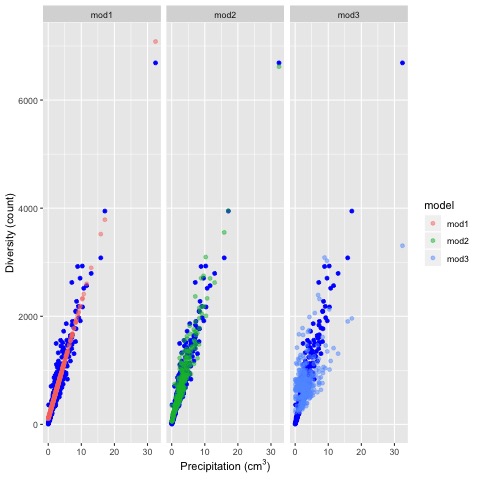 mod1 mod2 mod3
6000
4000
2000
0
Diversity (count)
0 10 20 30 0 10 20 30 0 10 20 30
Precipitation (cm³)
model
mod1
mod2
mod3